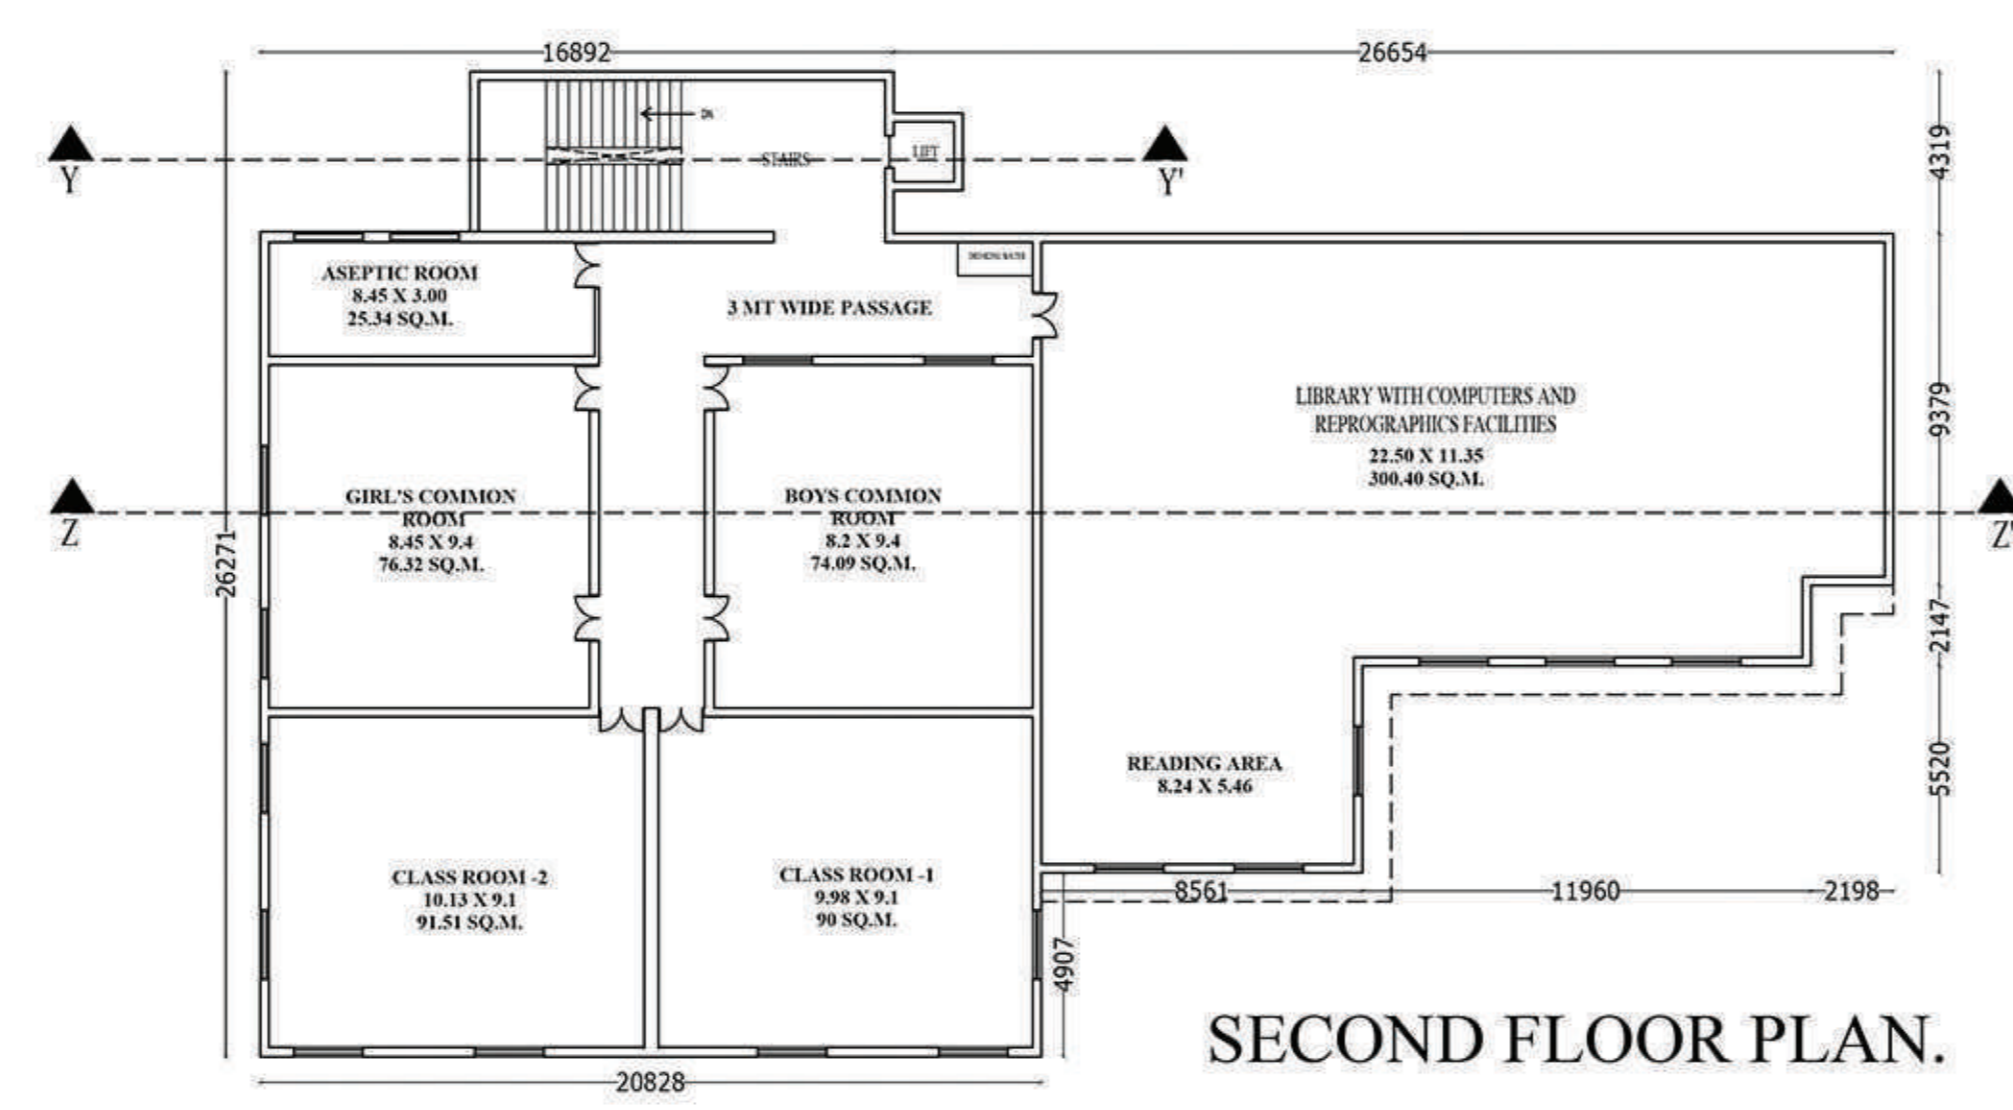 16892
26654
DN
4319
Y
STAIRS
LIFT
Y'
ASEPTIC ROOM
8.45 X 3.00
25.34 SQ.M.
3 MT WIDE PASSAGE
LIBRARY WITH COMPUTERS AND
REPROGRAPHICS FACILITIES
22.50 X 11.35
300.40 SQ.M.
9379
Z
GIRL'S COMMON
ROOM
8.45 X 9.4
76.32 SQ.M.
BOYS COMMON
ROOM
8.2 X 9.4
74.09 SQ.M.
Z'
26271
2147
READING AREA
8.24 X 5.46
5520
CLASS ROOM -2
10.13 X 9.1
91.51 SQ.M.
CLASS ROOM -1
9.98 X 9.1
90 SQ.M.
8561
11960
2198
4907
SECOND FLOOR PLAN.
20828